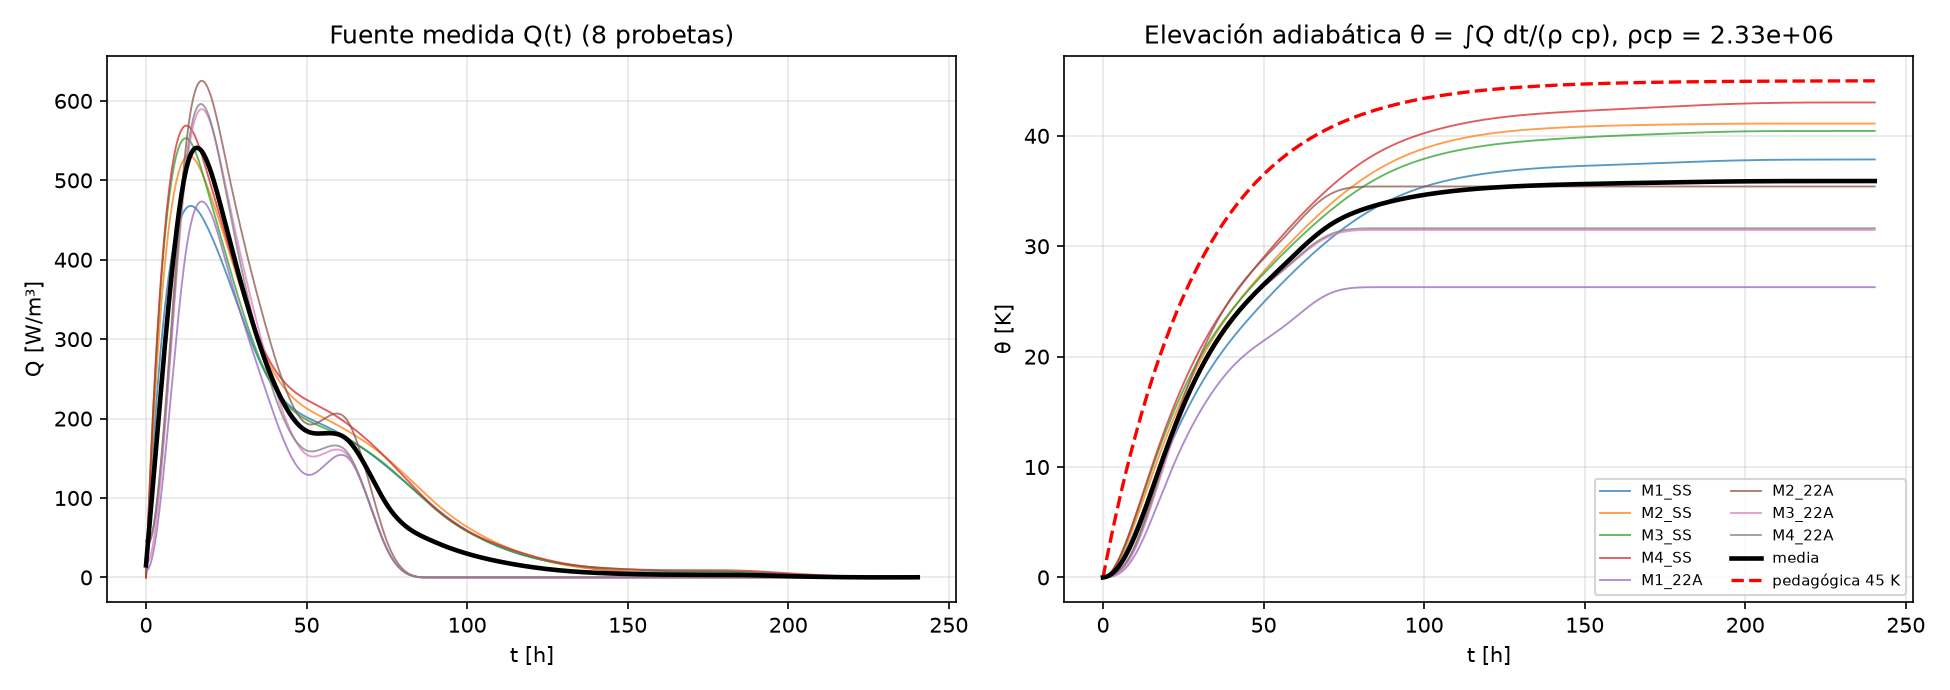 Fuente medida Q(t) (8 probetas)
Q [W/m³]
600
500
400
300
200
100
0
0 50 100 150 200 250
t [h]
Elevación adiabática θ = ∫Q dt/(ρ cp), ρcp = 2.33e+06
θ [K]
40
30
20
10
0
0 50 100 150 200 250
t [h]
M1_SS
M2_SS
M3_SS
M4_SS
M1_22A
M2_22A
M3_22A
M4_22A
media
pedagógica 45 K